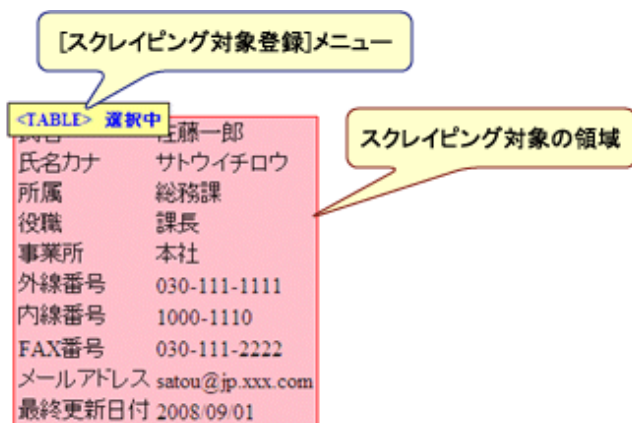 [スクレイピング対象登録]メニュー
<TABLE> 選択中
佐藤一郎
スクレイピング対象の領域
氏名カナ サトウイチロウ
所属 総務課
役職 課長
事業所 本社
外線番号 030-111-1111
内線番号 1000-1110
FAX番号 030-111-2222
メールアドレス satou@jp.xxx.com
最終更新日付 2008/09/01